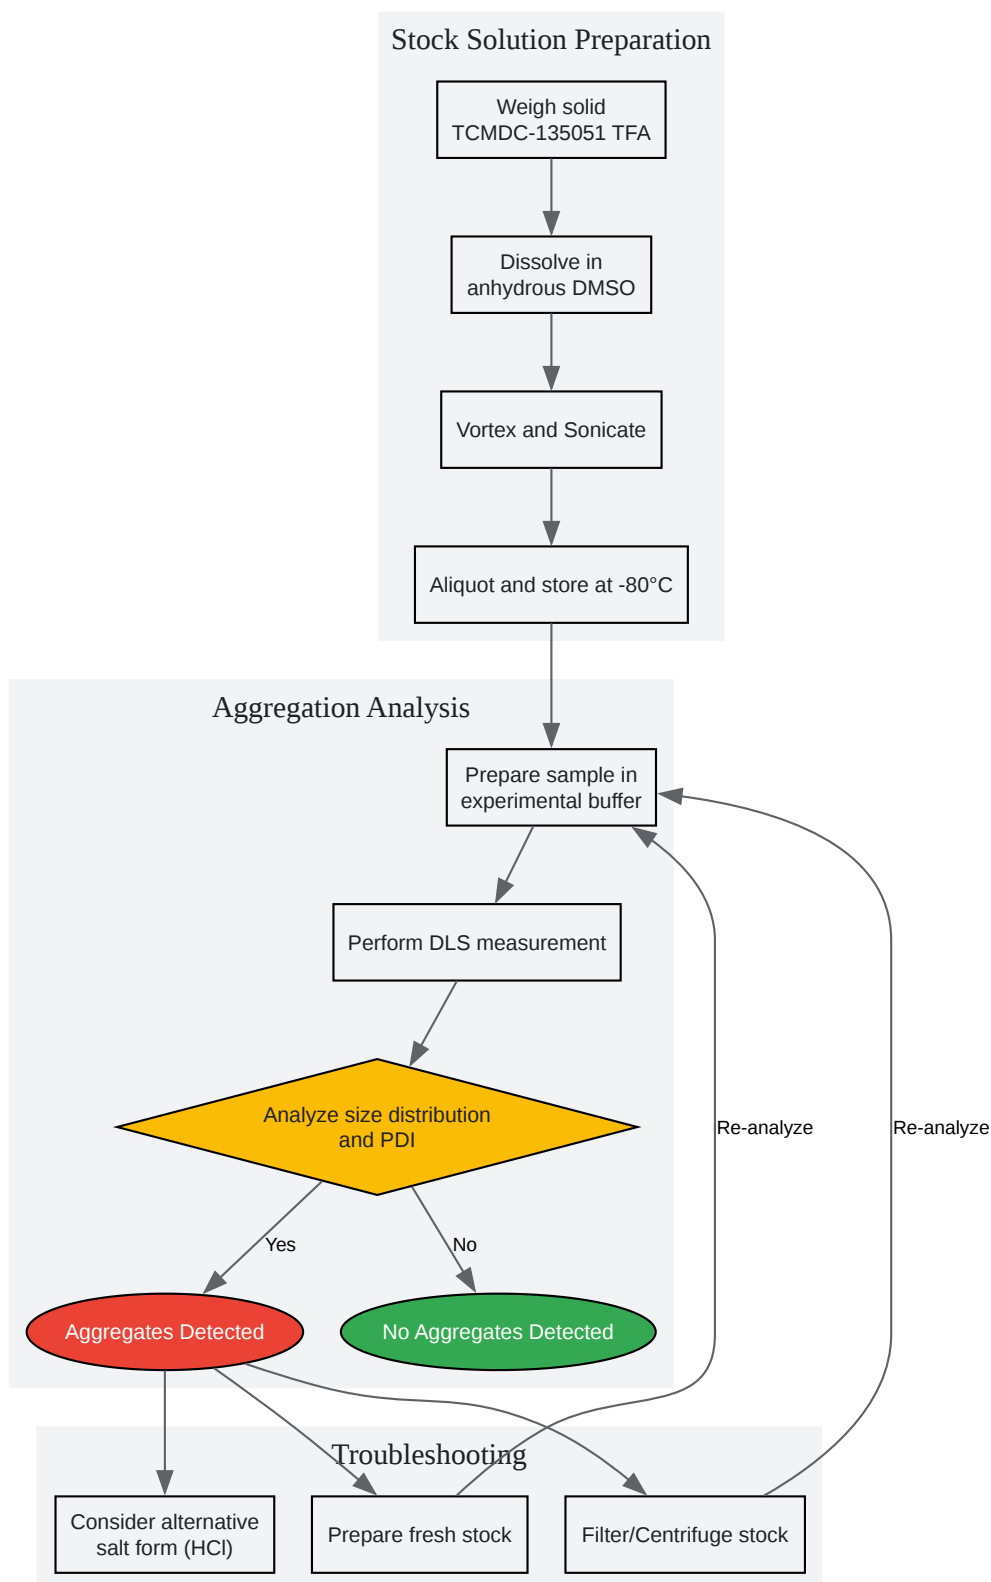 Stock Solution Preparation
Weigh solid
TCMDC-135051 TFA
Dissolve in
anhydrous DMSO
Vortex and Sonicate
Aliquot and store at -80°C
Aggregation Analysis
Prepare sample in
experimental buffer
Perform DLS measurement
Analyze size distribution
and PDI
Re-analyze
Re-analyze
Yes
No
Aggregates Detected
No Aggregates Detected
Troubleshooting
Consider alternative
salt form (HCl)
Prepare fresh stock
Filter/Centrifuge stock